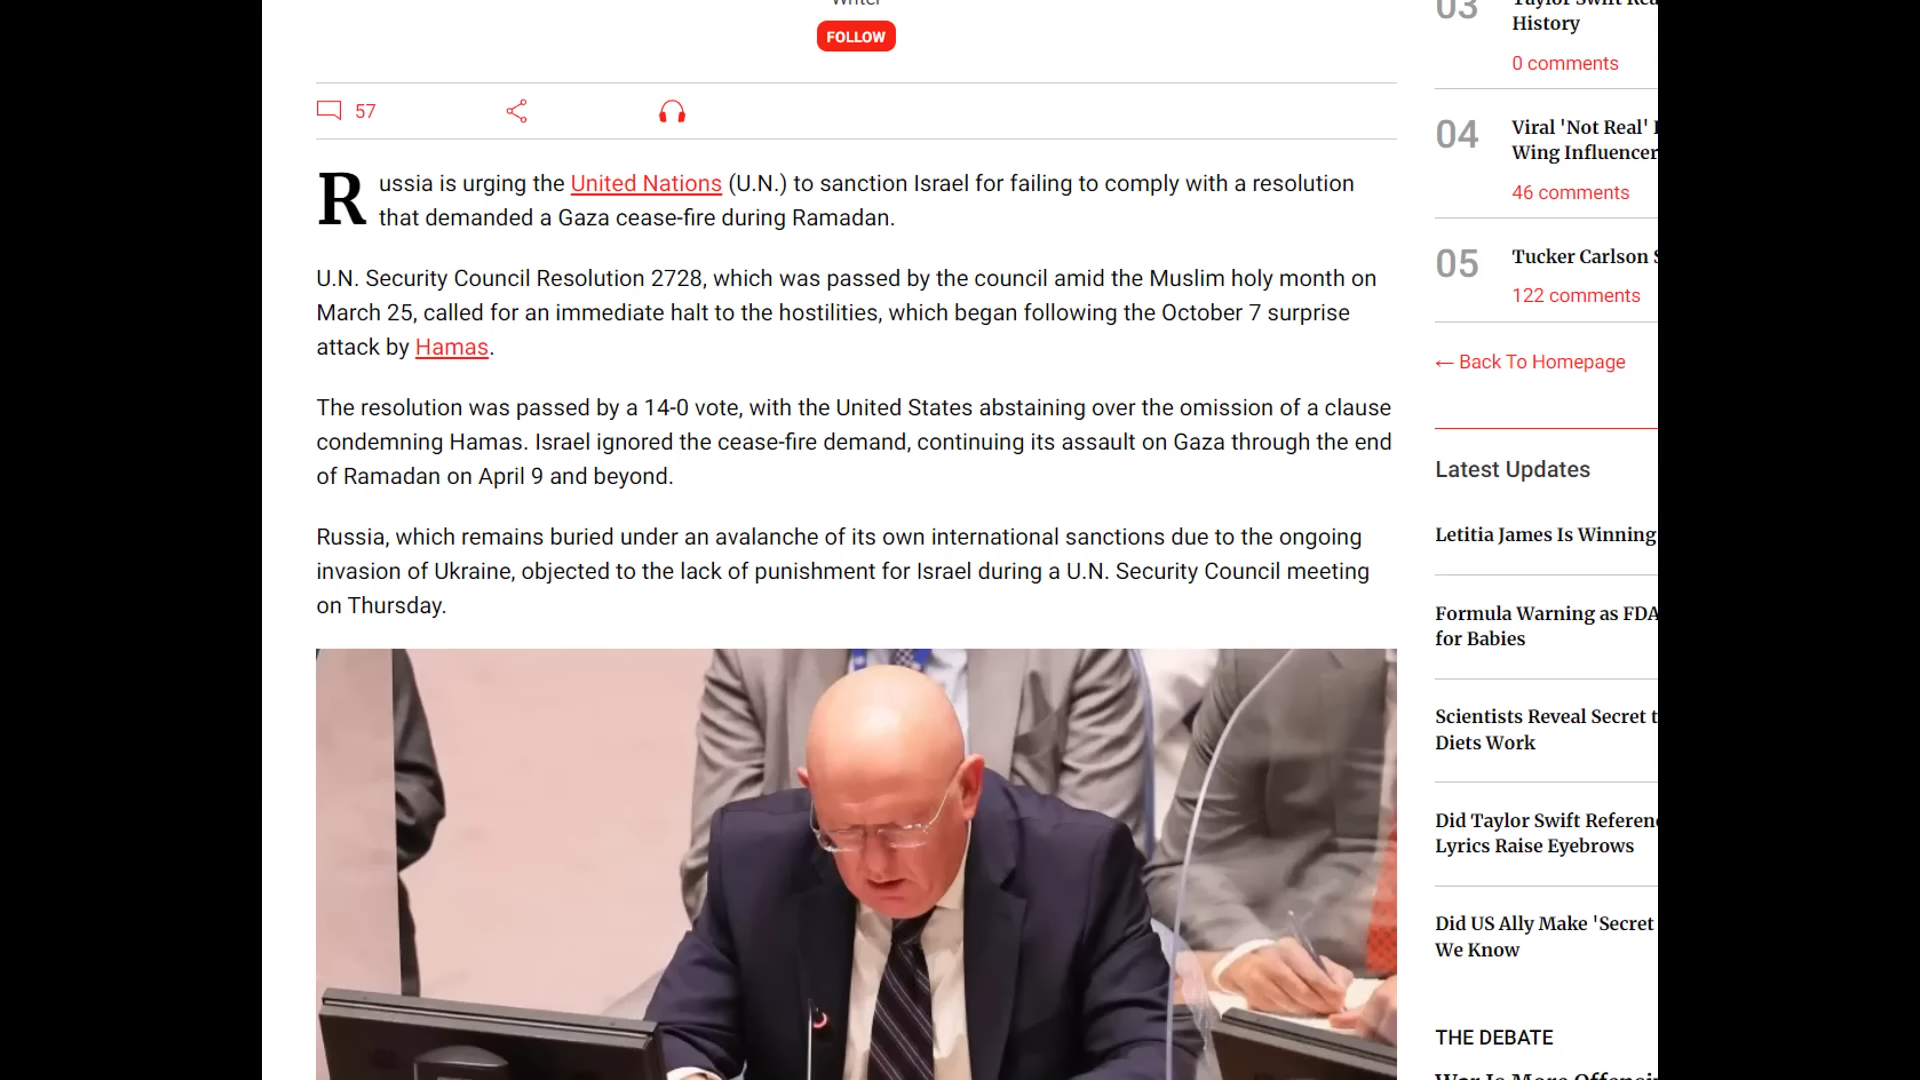 FOLLOW
57
Russia is urging the United Nations (U.N.) to sanction Israel for failing to comply with a resolution
that demanded a Gaza cease-fire during Ramadan.
U.N. Security Council Resolution 2728, which was passed by the council amid the Muslim holy month on
March 25, called for an immediate halt to the hostilities, which began following the October 7 surprise
attack by Hamas.
The resolution was passed by a 14-0 vote, with the United States abstaining over the omission of a clause
condemning Hamas. Israel ignored the cease-fire demand, continuing its assault on Gaza through the end
of Ramadan on April 9 and beyond.
Russia, which remains buried under an avalanche of its own international sanctions due to the ongoing
invasion of Ukraine, objected to the lack of punishment for Israel during a U.N. Security Council meeting
on Thursday.
03
Taylor Swift
History
0 comments
04
Viral 'Not Real'
Wing Influencer
46 comments
05
Tucker Carlson
122 comments
← Back To Homepage
Latest Updates
Letitia James Is Winning
Formula Warning as FDA
for Babies
Scientists Reveal Secret
Diets Work
Did Taylor Swift
Lyrics Raise Eyebrows
Did US Ally Make 'Secret
We Know
THE DEBATE
War Is More